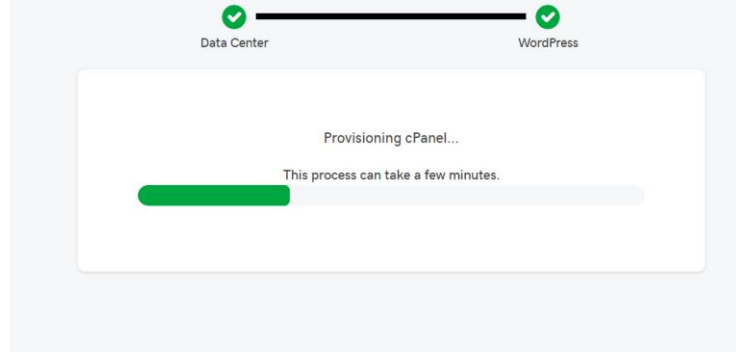 Data Center
WordPress
Provisioning cPanel...
This process can take a few minutes.